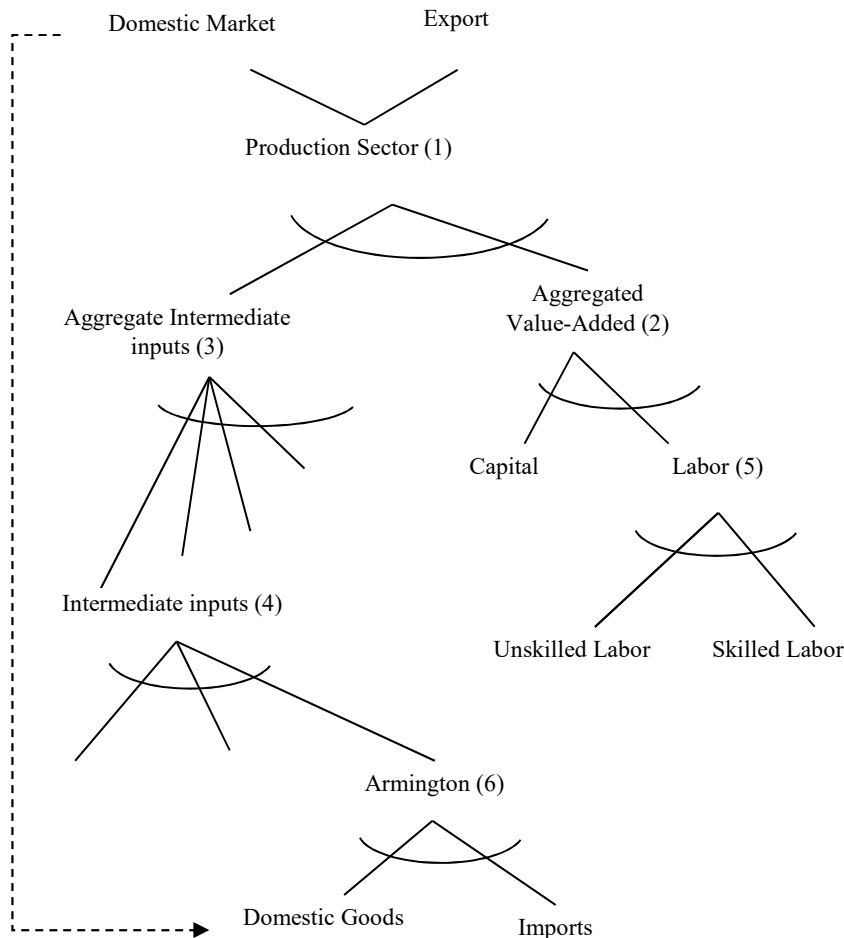 Domestic Market
Export
Production Sector (1)
Aggregate Intermediate
inputs (3)
Aggregated
Value-Added (2)
Capital
Labor (5)
Intermediate inputs (4)
Unskilled Labor
Skilled Labor
Armington (6)
Domestic Goods
Imports